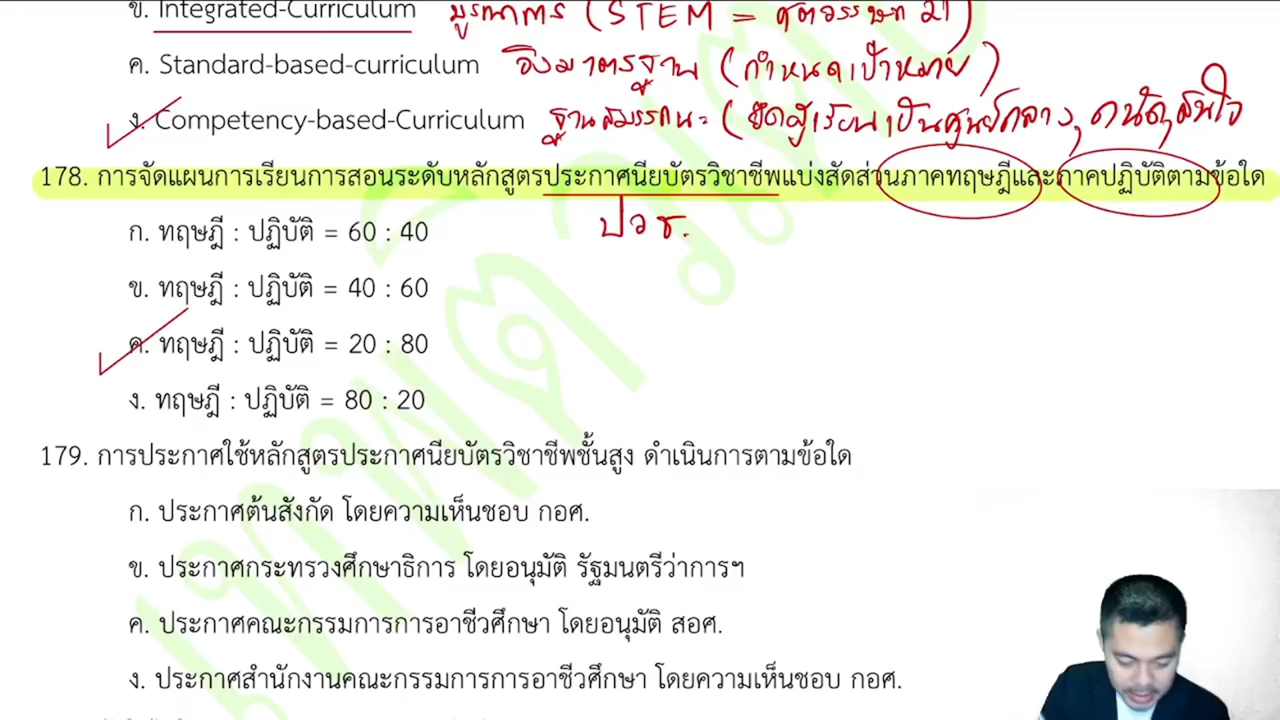 ข. Integrated-Curriculum บูรณาการ (STEM = ศตวรรษที่ 21)
ค. Standard-based-curriculum อิงมาตรฐาน (กำหนดเป้าหมาย)
ง. Competency-based-Curriculum ฐานสมรรถนะ (ยึดผู้เรียนเป็นศูนย์กลาง, ถนัด, สนใจ
178. การจัดแผนการเรียนการสอนระดับหลักสูตรประกาศนียบัตรวิชาชีพแบ่งสัดส่วนภาคทฤษฎีและภาคปฏิบัติตามข้อใด
ปวช.
ก. ทฤษฎี : ปฏิบัติ = 60 : 40
ข. ทฤษฎี : ปฏิบัติ = 40 : 60
ค. ทฤษฎี : ปฏิบัติ = 20 : 80
ง. ทฤษฎี : ปฏิบัติ = 80 : 20
179. การประกาศใช้หลักสูตรประกาศนียบัตรวิชาชีพชั้นสูง ดำเนินการตามข้อใด
ก. ประกาศต้นสังกัด โดยความเห็นชอบ กอศ.
ข. ประกาศกระทรวงศึกษาธิการ โดยอนุมัติ รัฐมนตรีว่าการฯ
ค. ประกาศคณะกรรมการการอาชีวศึกษา โดยอนุมัติ สอศ.
ง. ประกาศสำนักงานคณะกรรมการการอาชีวศึกษา โดยความเห็นชอบ กอศ.